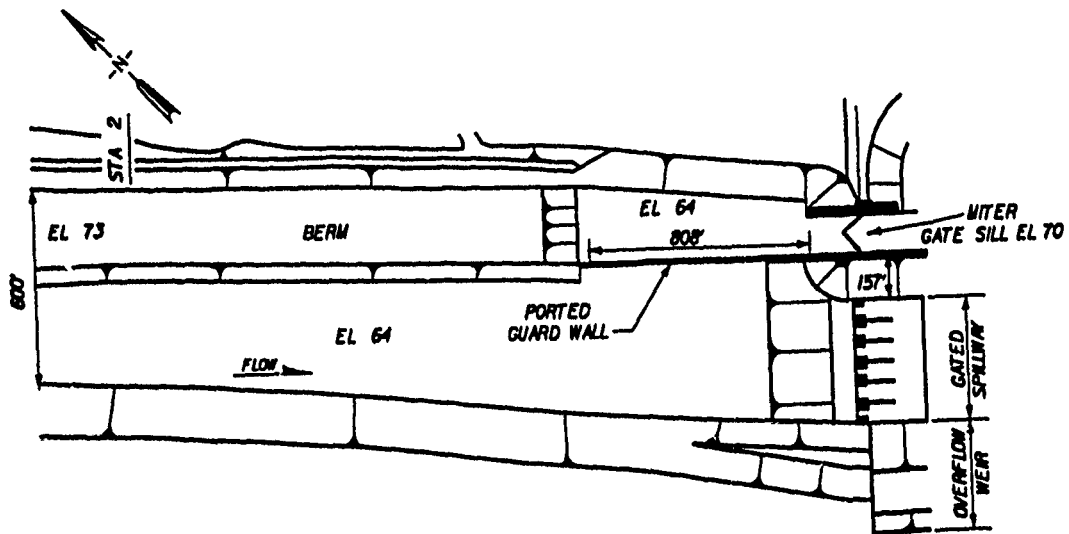 -N-
STA 2
EL 73
BERM
EL 64
808'
MITER
GATE SILL EL 70
800'
PORTED
GUARD WALL
157'
EL 64
FLOW
GATED
SPILLWAY
OVERFLOW
WEIR